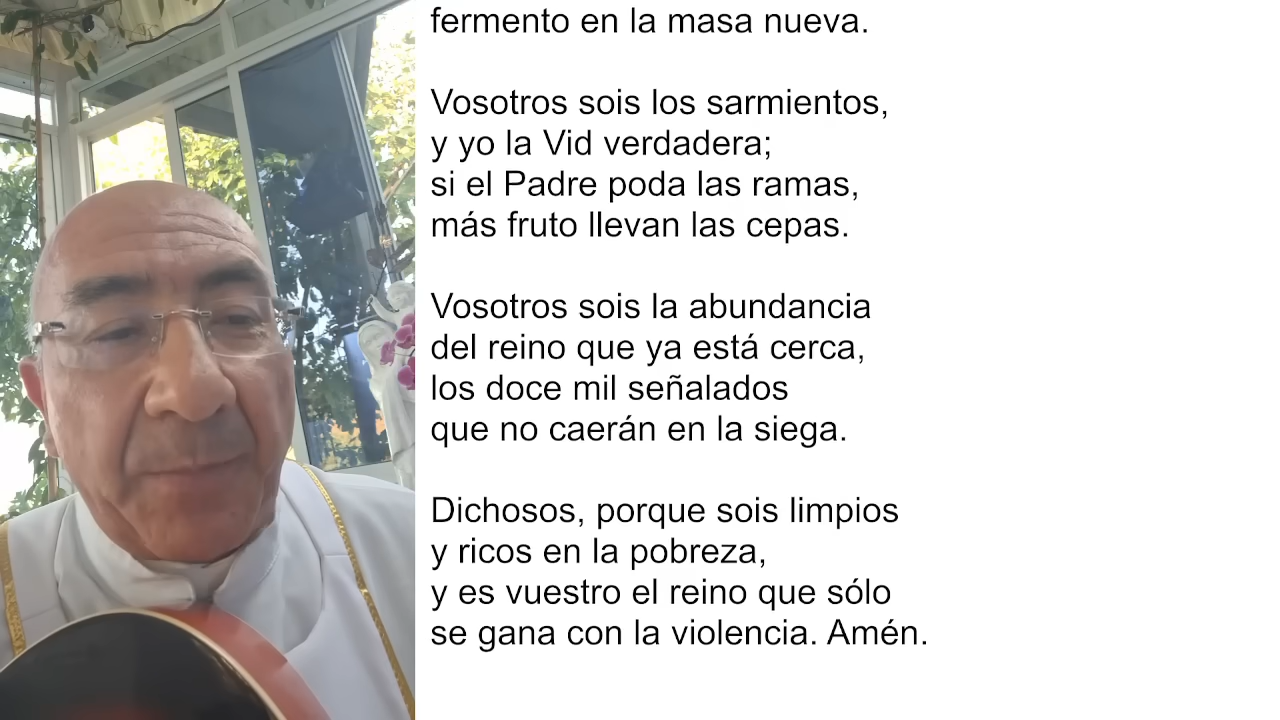 fermento en la masa nueva.
Vosotros sois los sarmientos,
y yo la Vid verdadera;
si el Padre poda las ramas,
más fruto llevan las cepas.
Vosotros sois la abundancia
del reino que ya está cerca,
los doce mil señalados
que no caerán en la siega.
Dichosos, porque sois limpios
y ricos en la pobreza,
y es vuestro el reino que sólo
se gana con la violencia. Amén.